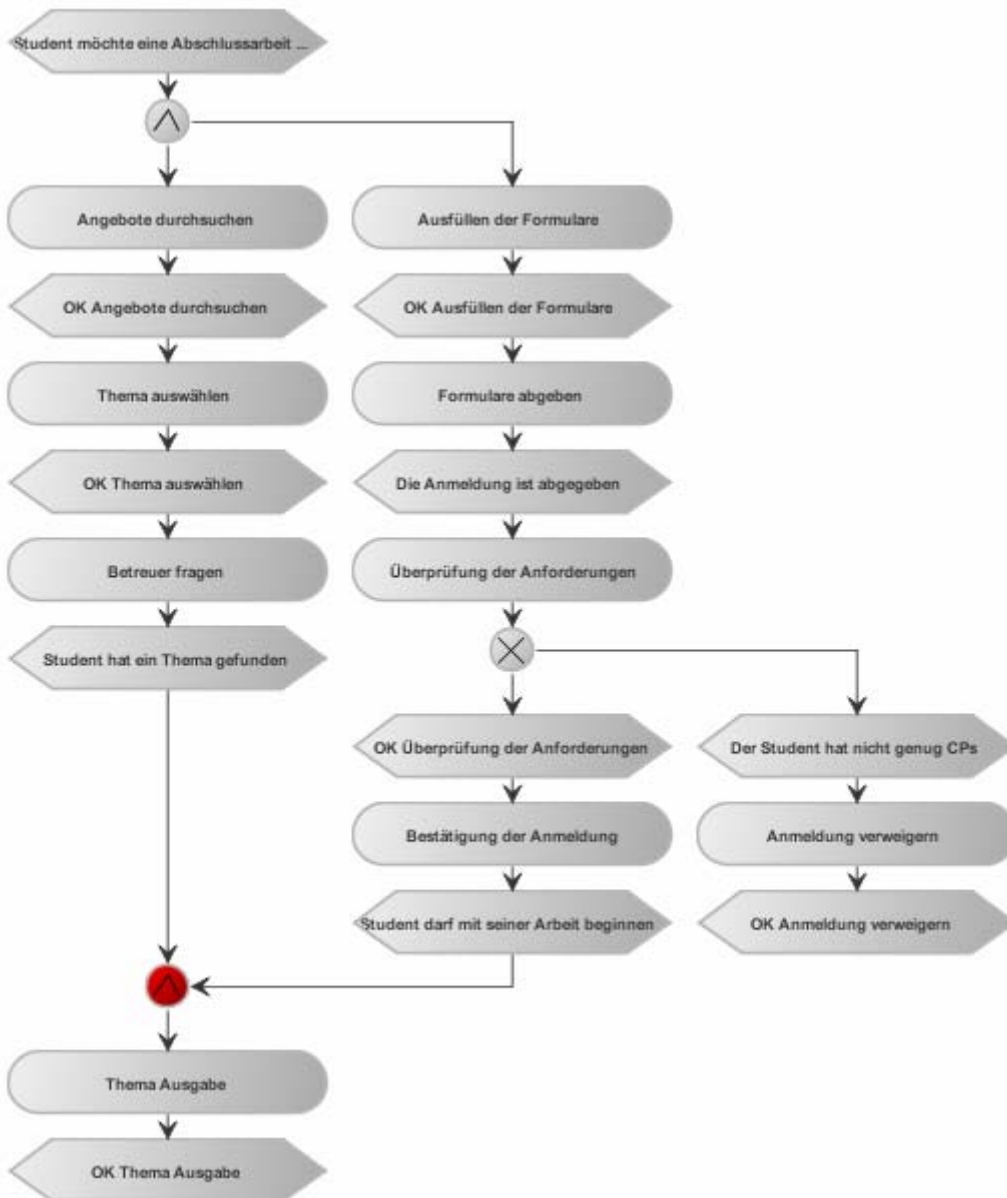 Student möchte eine Abschlussarbeit ...
Angebote durchsuchen
Ausfüllen der Formulare
OK Angebote durchsuchen
OK Ausfüllen der Formulare
Thema auswählen
Formulare abgeben
OK Thema auswählen
Die Anmeldung ist abgegeben
Betreuer fragen
Überprüfung der Anforderungen
Student hat ein Thema gefunden
OK Überprüfung der Anforderungen
Der Student hat nicht genug CPs
Bestätigung der Anmeldung
Anmeldung verweigern
Student darf mit seiner Arbeit beginnen
OK Anmeldung verweigern
Thema Ausgabe
OK Thema Ausgabe